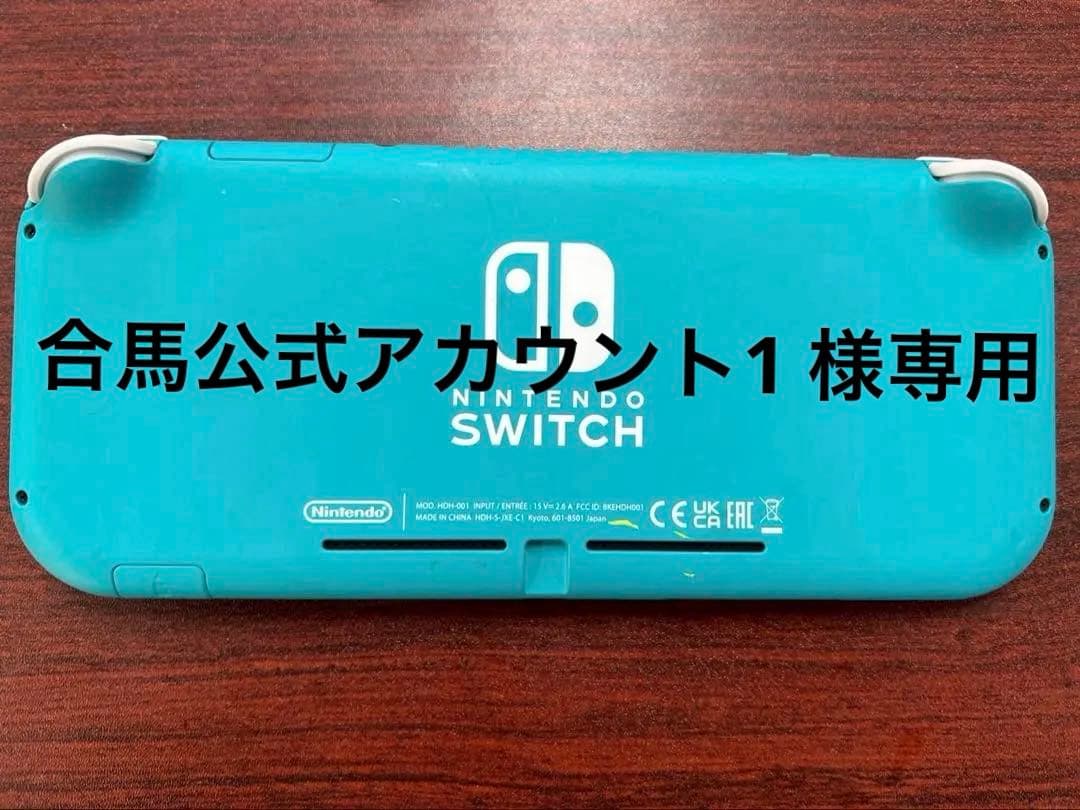 合馬公式アカウント1 様専用
NINTENDO
SWITCH
Nintendo
MOD. HDH-001 INPUT / ENTRÉE : 15 V⎓ 2.6 A FCC ID: BKEHDH001
MADE IN CHINA HDH-S-JXE-C1 Kyoto, 601-8501 Japan
CE UK CA EAC